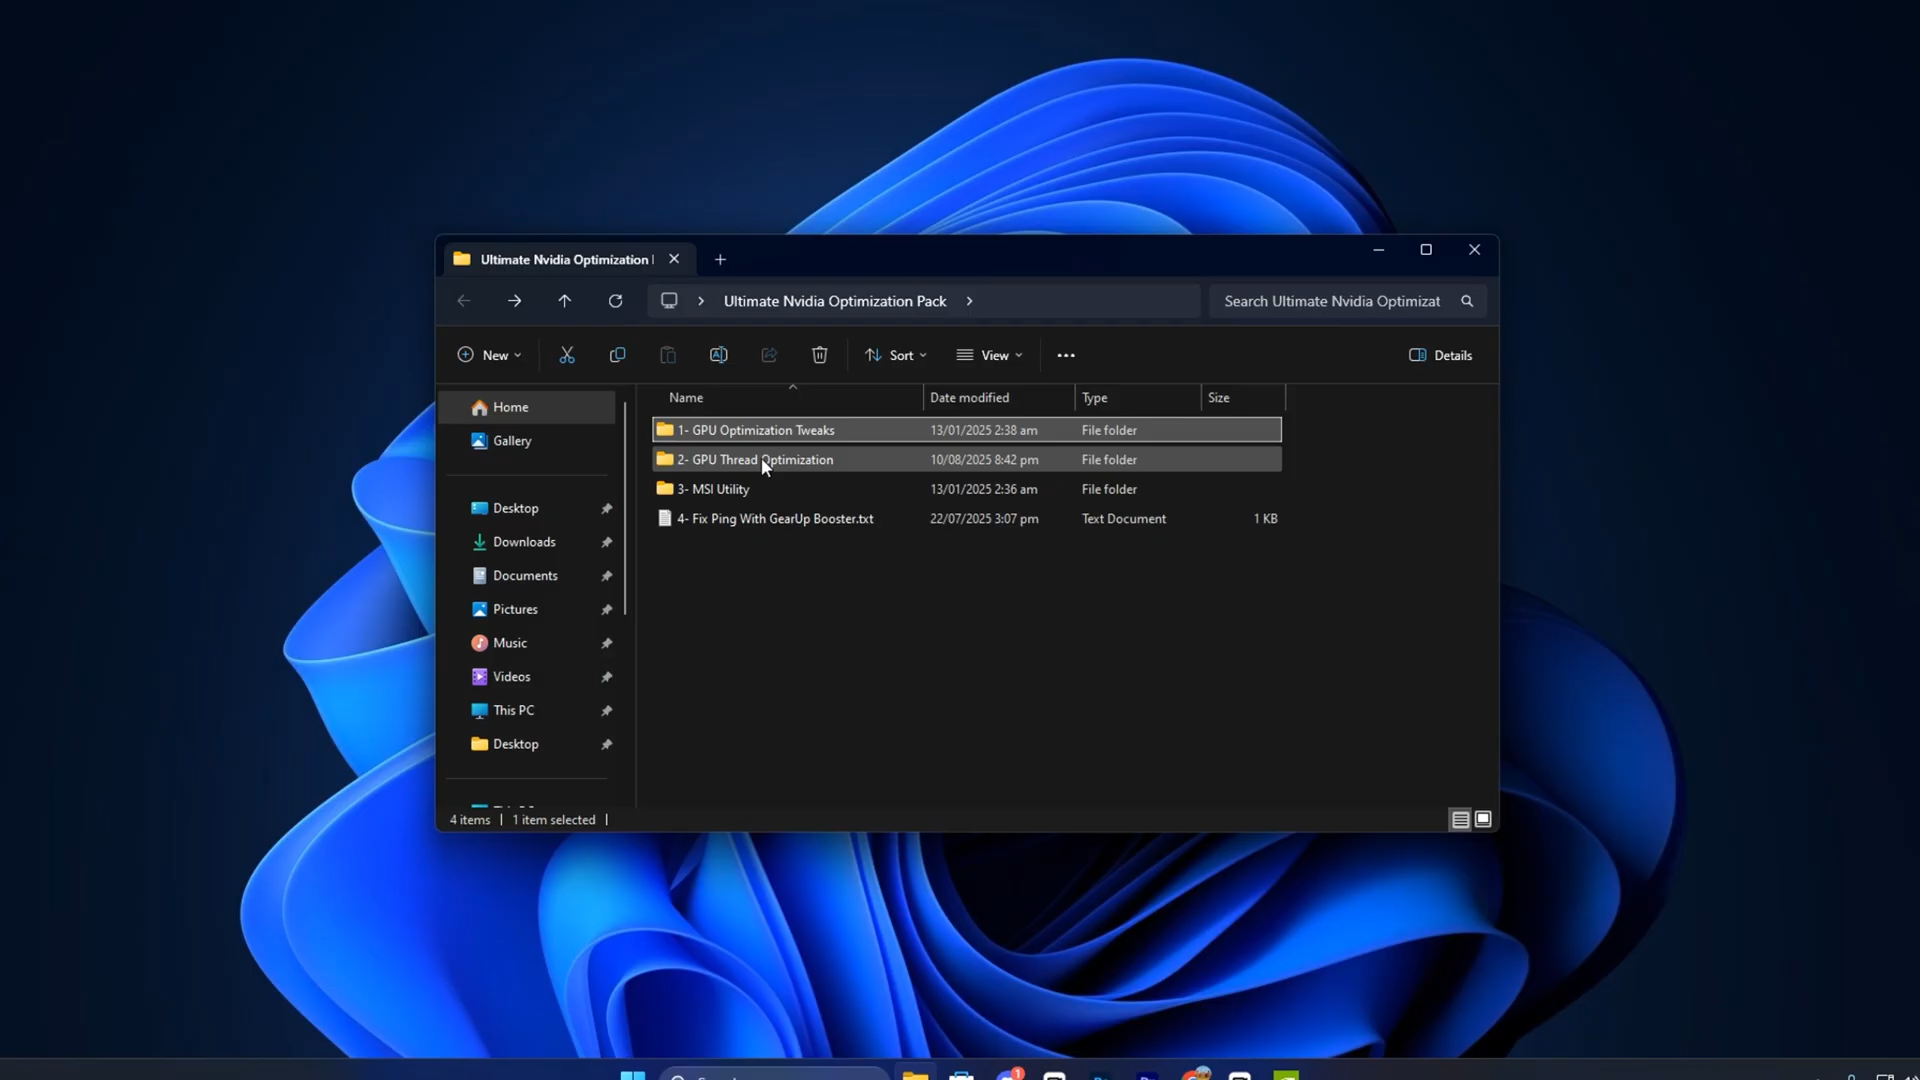 Ultimate Nvidia Optimization
Ultimate Nvidia Optimization Pack
Search Ultimate Nvidia Optimizat
New
Sort
View
Details
Name
Date modified
Type
Size
Home
Gallery
Desktop
Downloads
Documents
Pictures
Music
Videos
This PC
Desktop
1- GPU Optimization Tweaks 13/01/2025 2:38 am File folder
2- GPU Thread Optimization 10/08/2025 8:42 pm File folder
3- MSI Utility 13/01/2025 2:36 am File folder
4- Fix Ping With GearUp Booster.txt 22/07/2025 3:07 pm Text Document 1 KB
4 items
1 item selected
1